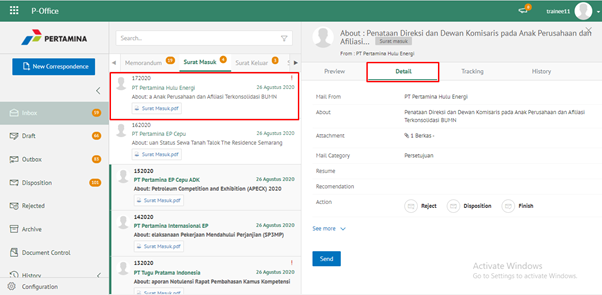 P-Office
trainee11
PERTAMINA
New Correspondence
Inbox
Draft
Outbox
Disposition
Rejected
Archive
Document Control
History
Configuration
Search...
Memorandum
Surat Masuk
Surat Keluar
172020 !
PT Pertamina Hulu Energi 26 Agustus 2020
About: a Anak Perusahaan dan Afiliasi Terkonsolidasi BUMN
Surat Masuk.pdf
162020
PT Pertamina EP Cepu 26 Agustus 2020
About: uan Status Sewa Tanah Tasok The Residence Semarang
Surat Masuk.pdf
152020
PT Pertamina EP Cepu ADK 26 Agustus 2020
About: Petroleum Competition and Exhibition (APECX) 2020
Surat Masuk.pdf
142020
PT Pertamina Internasional EP 26 Agustus 2020
About: elaksanaan Pekerjaan Mendahului Perjanjian (SP3MP)
Surat Masuk.pdf
132020 !
PT Tugu Pratama Indonesia 26 Agustus 2020
About: aporan Notulensi Rapat Pembahasan Kamus Kompetensi
About : Penataan Direksi dan Dewan Komisaris pada Anak Perusahaan dan
Afiliasi... Surat masuk
From : PT Pertamina Hulu Energi
Preview Detail Tracking History
Mail From PT Pertamina Hulu Energi
About Penataan Direksi dan Dewan Komisaris pada Anak Perusahaan dan Afiliasi Terkonsolidasi
BUMN
Attachment 1 Berkas-
Mail Category Persetujuan
Resume
Recomendation
Action Reject Disposition Finish
See more
Send
Activate Windows
Go to Settings to activate Windows.